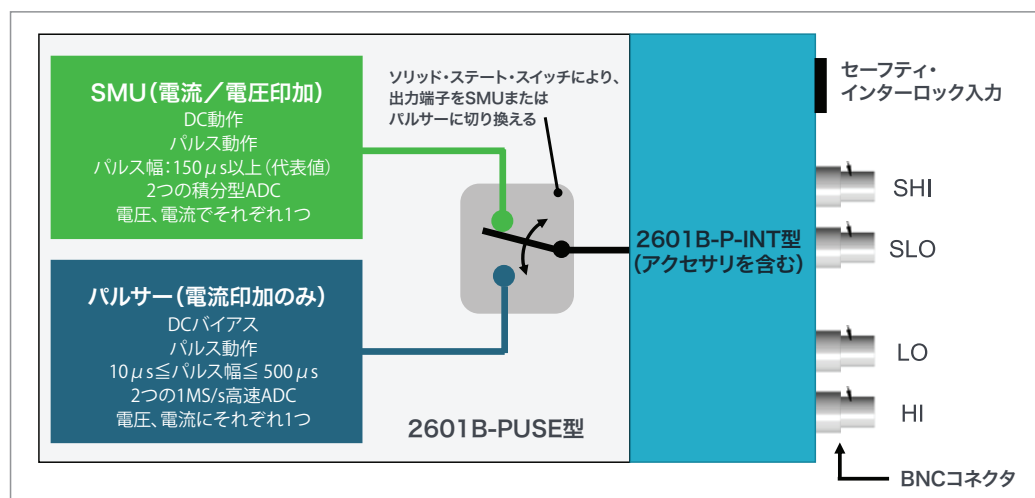 SMU（電流／電圧印加）
DC動作
パルス動作
パルス幅：150μs以上（代表値）
2つの積分型ADC
電圧、電流でそれぞれ1つ
パルサー（電流印加のみ）
DCバイアス
パルス動作
10μs≦パルス幅≦ 500μs
2つの1MS/s高速ADC
電圧、電流にそれぞれ1つ
ソリッド・ステート・スイッチにより、
出力端子をSMUまたは
パルサーに切り換える
2601B-PUSE型
2601B-P-INT型
（アクセサリを含む）
セーフティ・
インターロック入力
SHI
SLO
LO
HI
BNCコネクタ